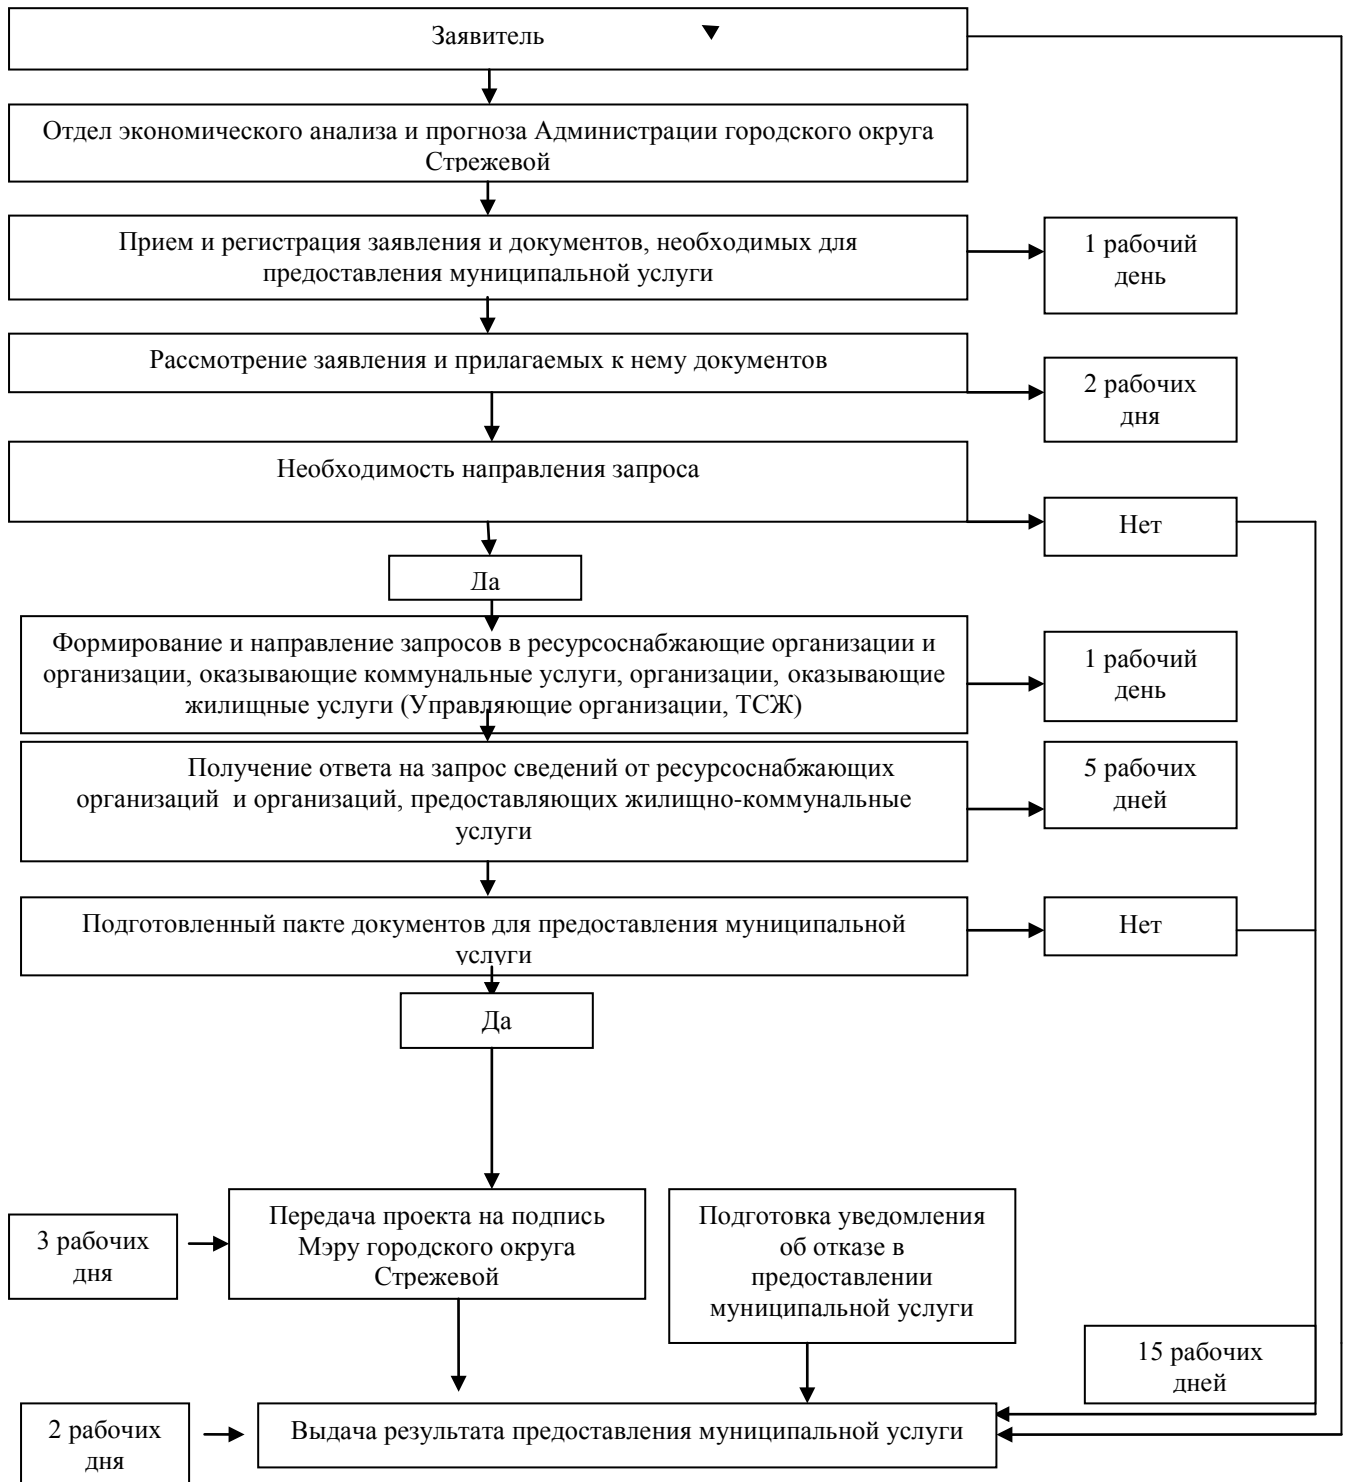 Заявитель
Отдел экономического анализа и прогноза Администрации городского округа
Стрежевой
Прием и регистрация заявления и документов, необходимых для
предоставления муниципальной услуги
1 рабочий
день
Рассмотрение заявления и прилагаемых к нему документов
2 рабочих
дня
Необходимость направления запроса
Нет
Да
Формирование и направление запросов в ресурсоснабжающие организации и
организации, оказывающие коммунальные услуги, организации, оказывающие
жилищные услуги (Управляющие организации, ТСЖ)
1 рабочий
день
Получение ответа на запрос сведений от ресурсоснабжающих
организаций и организаций, предоставляющих жилищно-коммунальные
услуги
5 рабочих
дней
Подготовленный пакте документов для предоставления муниципальной
услуги
Нет
Да
3 рабочих
дня
Передача проекта на подпись
Мэру городского округа
Стрежевой
Подготовка уведомления
об отказе в
предоставлении
муниципальной услуги
15 рабочих
дней
2 рабочих
дня
Выдача результата предоставления муниципальной услуги